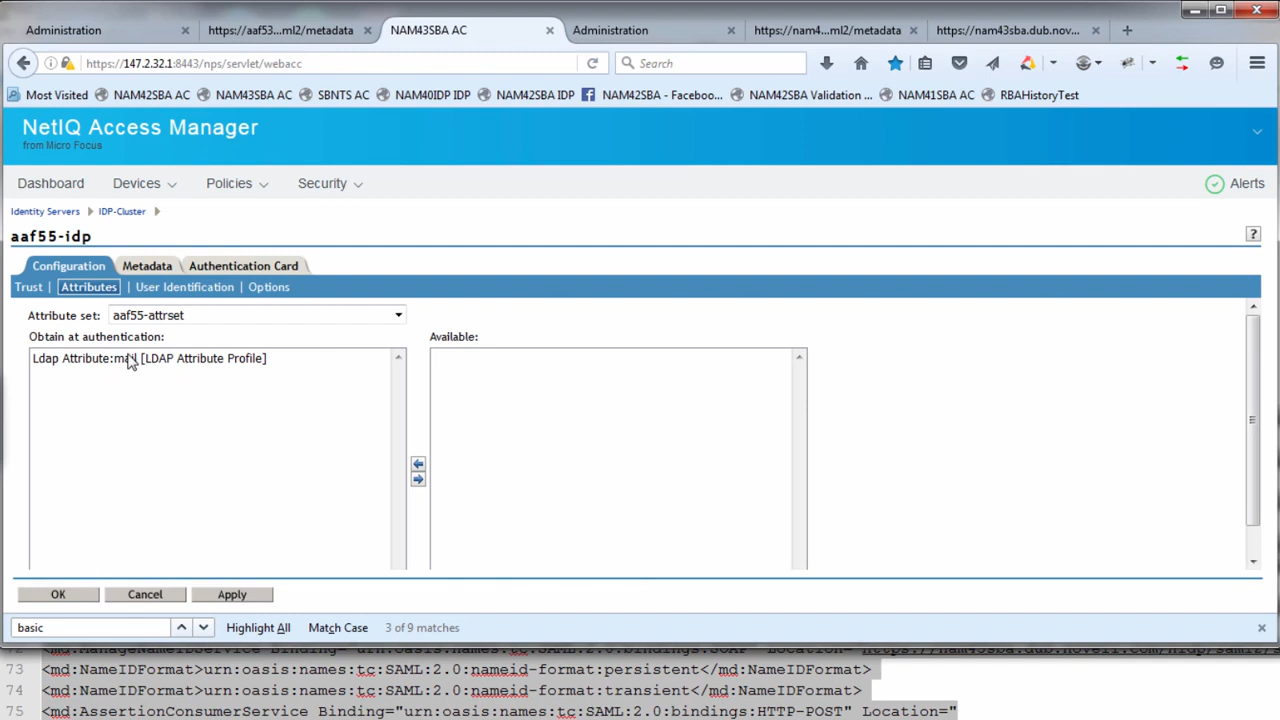 Administration × https://aaf53...ml2/metadata × NAM43SBA AC × Administration × https://nam4...ml2/metadata × https://nam43sba.dub.nov... ×
https://147.2.32.1:8443/nps/servlet/webacc Search
Most Visited NAM42SBA AC NAM43SBA AC SBNTS AC NAM40IDP IDP NAM42SBA IDP NAM42SBA - Faceboo... NAM42SBA Validation ... NAM41SBA AC RBAHistoryTest
NetIQ Access Manager
from Micro Focus
Dashboard Devices Policies Security Alerts
Identity Servers IDP-Cluster
aaf55-idp ?
Configuration Metadata Authentication Card
Trust | Attributes | User Identification | Options
Attribute set: aaf55-attrset
Obtain at authentication: Available:
Ldap Attribute:mail [LDAP Attribute Profile]
OK Cancel Apply
basic Highlight All Match Case 3 of 9 matches
73 <md:NameIDFormat>urn:oasis:names:tc:SAML:2.0:nameid-format:persistent</md:NameIDFormat>
74 <md:NameIDFormat>urn:oasis:names:tc:SAML:2.0:nameid-format:transient</md:NameIDFormat>
75 <md:AssertionConsumerService Binding="urn:oasis:names:tc:SAML:2.0:bindings:HTTP-POST" Location="